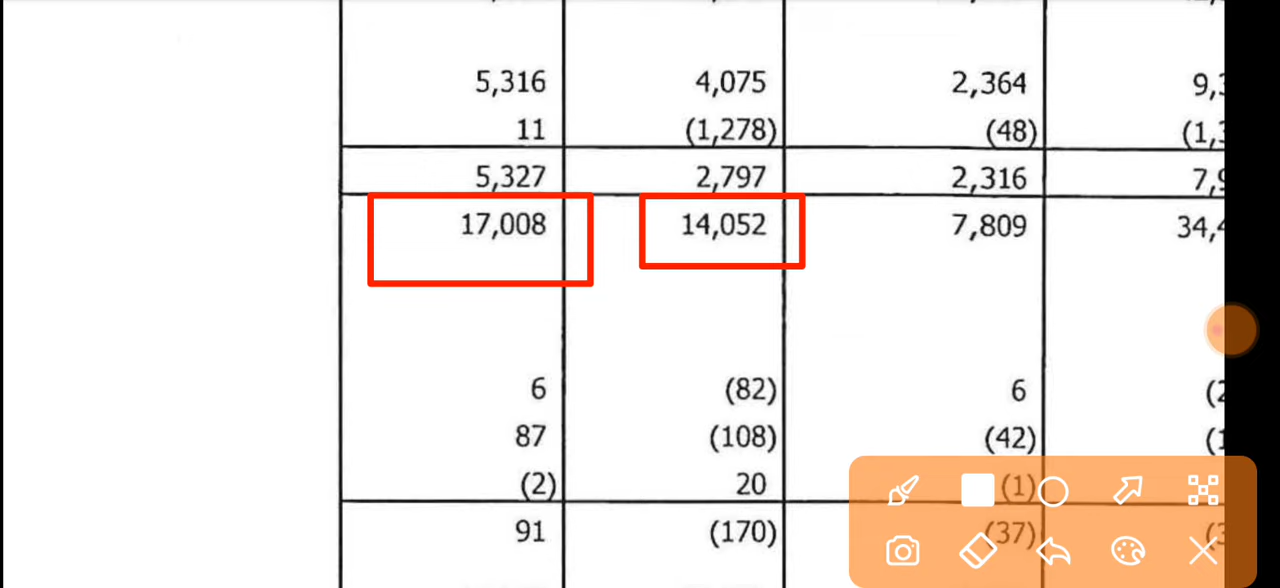 5,316 4,075 2,364
11 (1,278) (48)
5,327 2,797 2,316
17,008 14,052 7,809
6 (82) 6
87 (108) (42)
(2) 20 (1)
91 (170) (37)